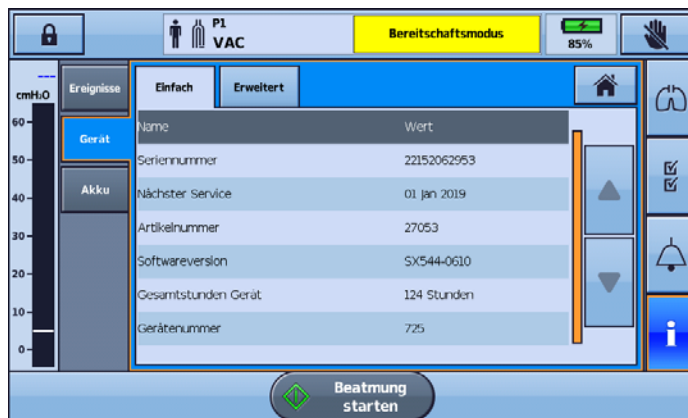 P1
VAC
Bereitschaftsmodus
85%
---
cmH₂O
60
50
40
30
20
10
0
Ereignisse
Gerät
Akku
Einfach Erweitert
Name Wert
Seriennummer 22152062953
Nächster Service 01 Jan 2019
Artikelnummer 27053
Softwareversion SX544-0610
Gesamtstunden Gerät 124 Stunden
Gerätenummer 725
i
Beatmung
starten